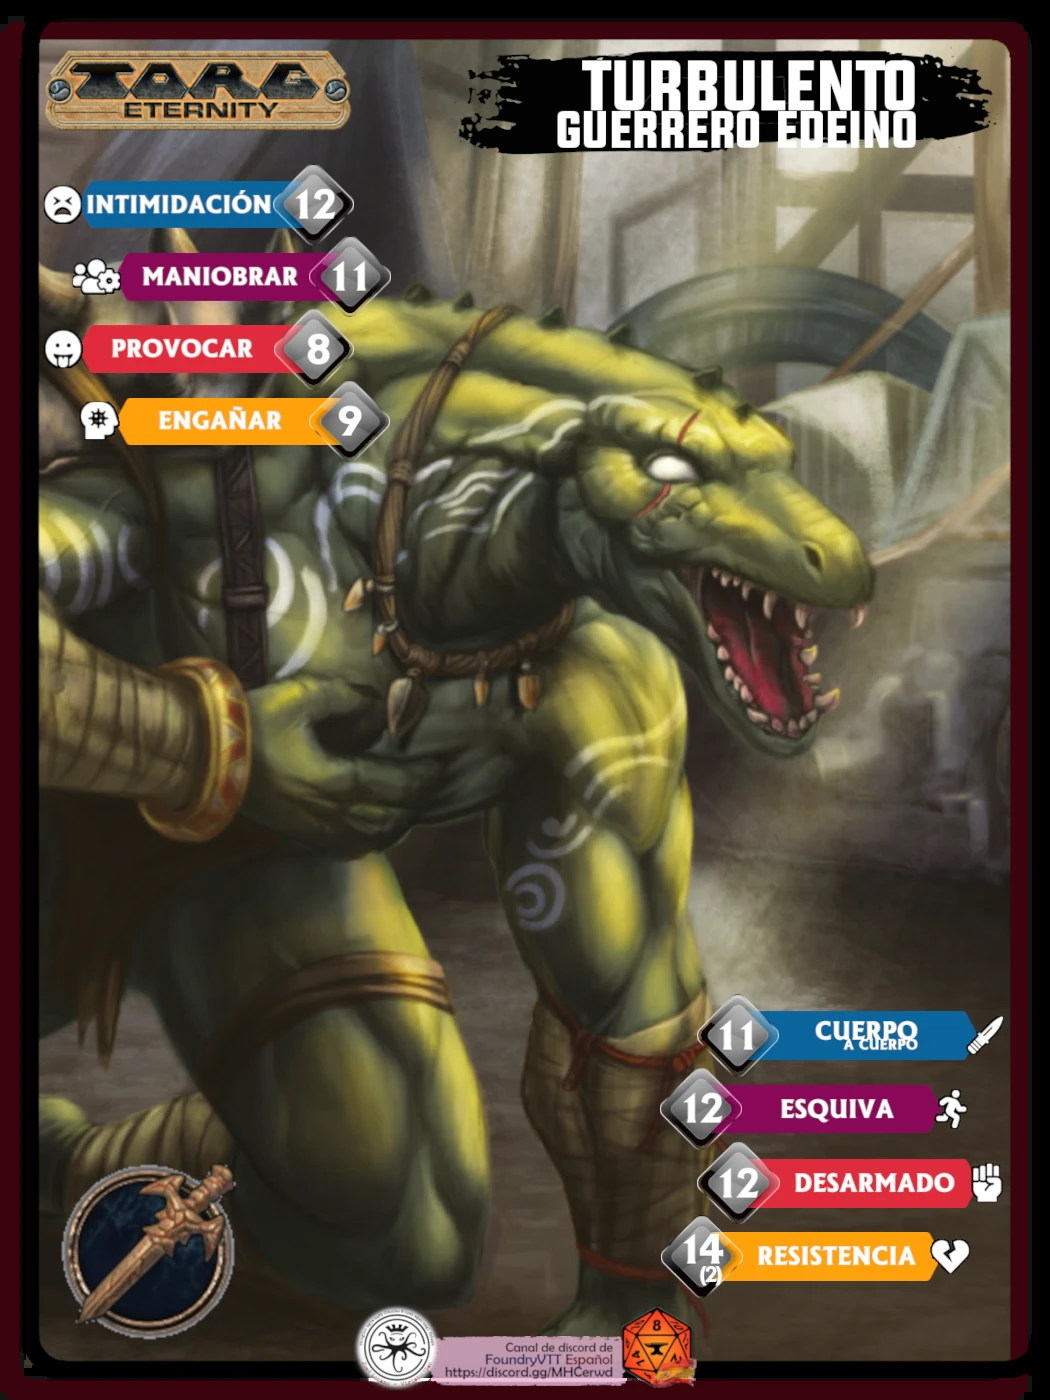 TORG
ETERNITY
TURBULENTO
GUERRERO EDEINO
INTIMIDACIÓN 12
MANIOBRAR 11
PROVOCAR 8
ENGAÑAR 9
11 CUERPO
A CUERPO
12 ESQUIVA
12 DESARMADO
14 RESISTENCIA
(2)
Canal de discord de
FoundryVTT Español
https://discord.gg/MHCerwd
8